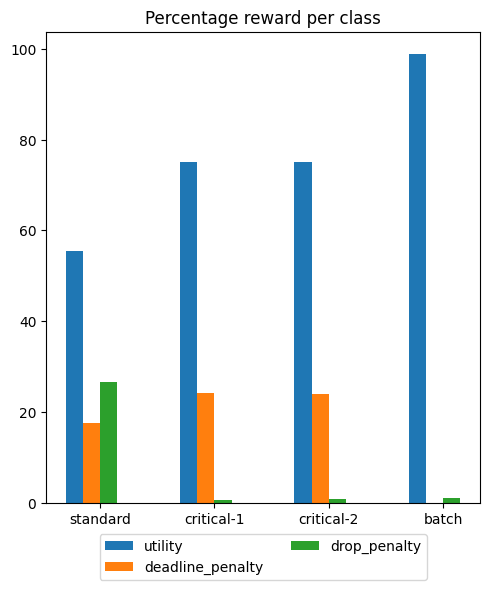 Percentage reward per class
100
80
60
40
20
0
standard critical-1 critical-2 batch
utility drop_penalty
deadline_penalty